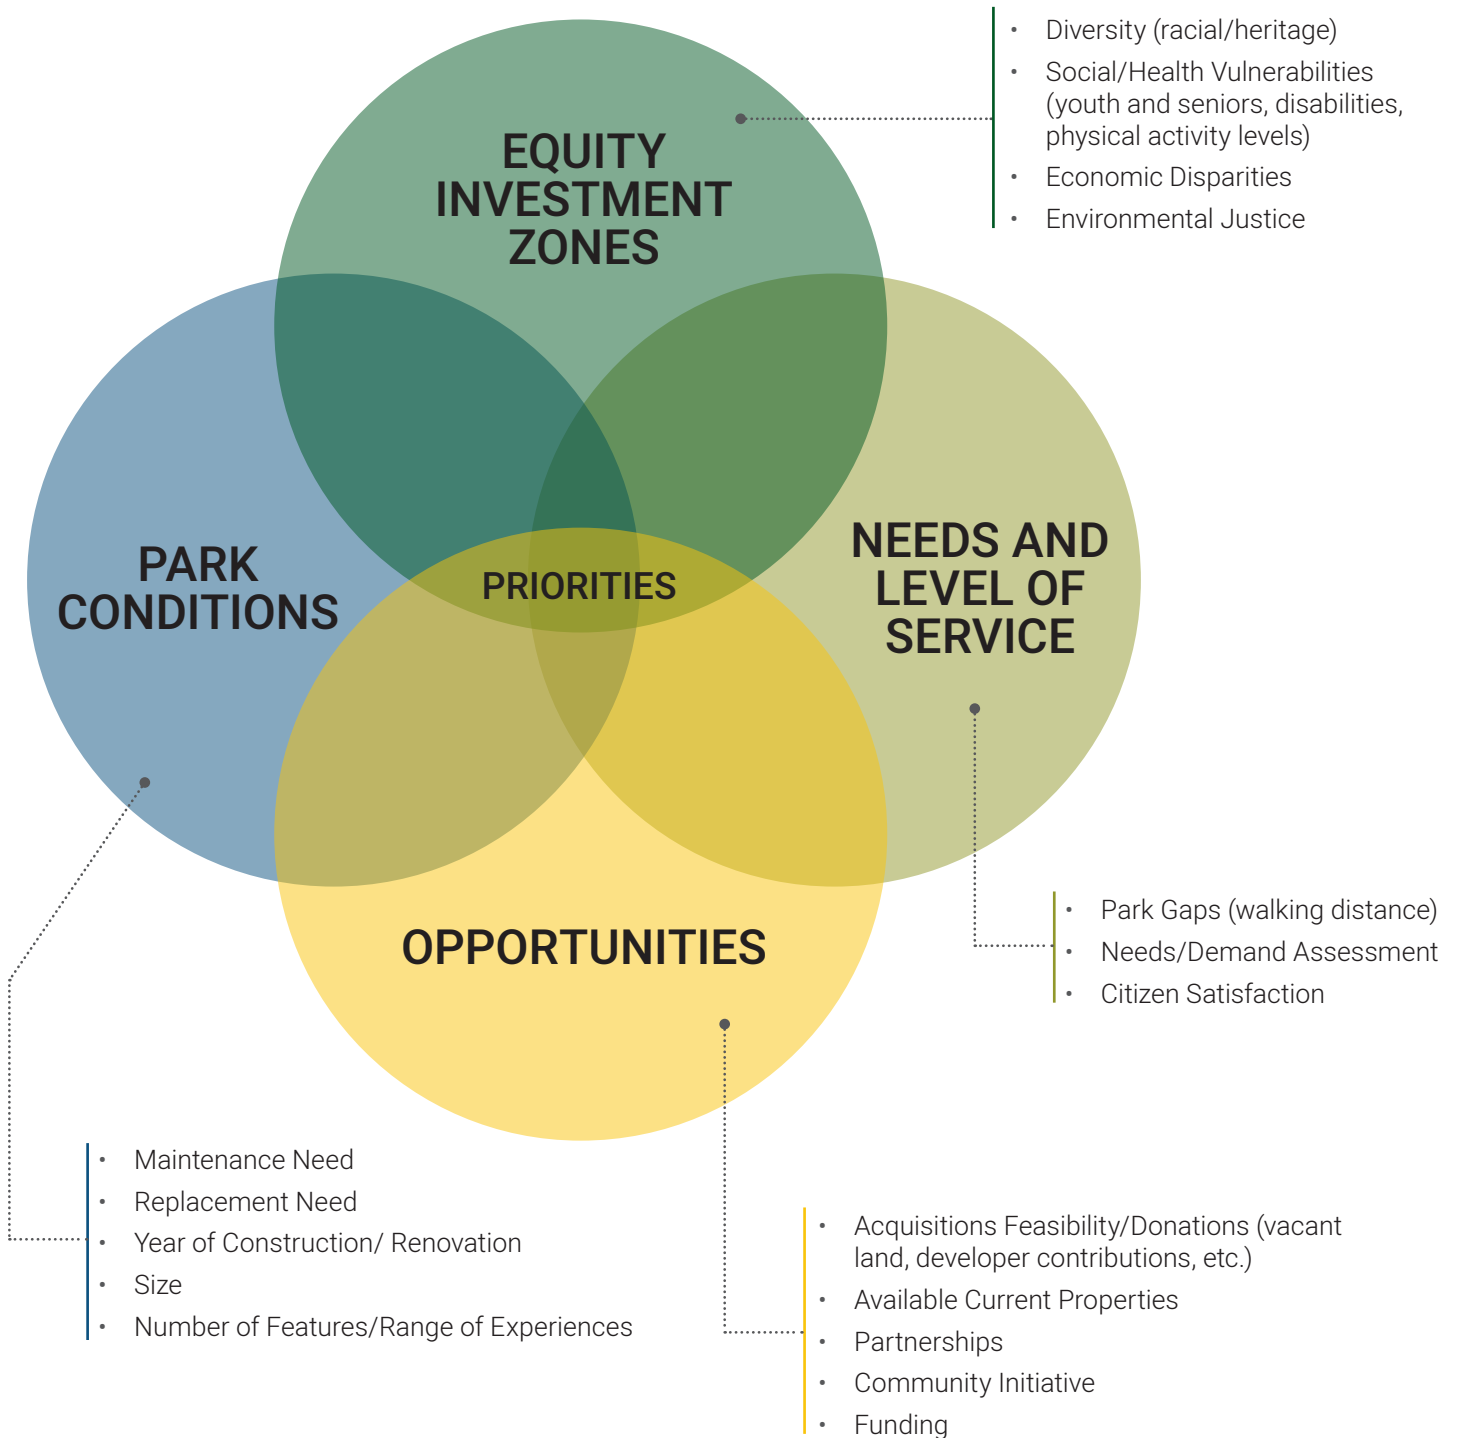 • Diversity (racial/heritage)
• Social/Health Vulnerabilities
(youth and seniors, disabilities,
physical activity levels)
• Economic Disparities
• Environmental Justice
EQUITY
INVESTMENT
ZONES
PARK
CONDITIONS
PRIORITIES
NEEDS AND
LEVEL OF
SERVICE
OPPORTUNITIES
• Park Gaps (walking distance)
• Needs/Demand Assessment
• Citizen Satisfaction
• Maintenance Need
• Replacement Need
• Year of Construction/ Renovation
• Size
• Number of Features/Range of Experiences
• Acquisitions Feasibility/Donations (vacant
land, developer contributions, etc.)
• Available Current Properties
• Partnerships
• Community Initiative
• Funding